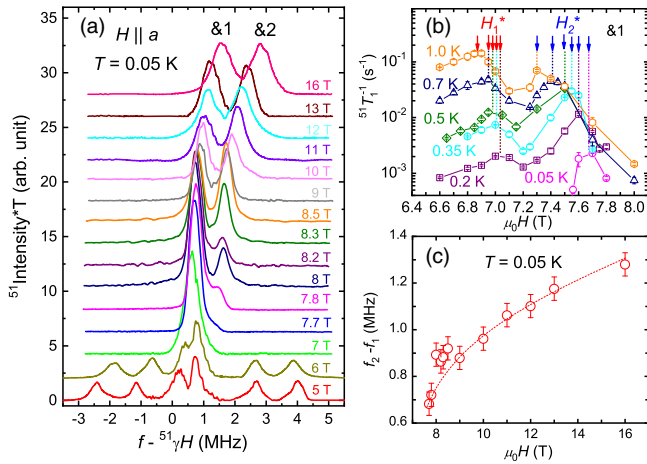 (a)
H || a
T = 0.05 K
&1
&2
16 T
13 T
12 T
11 T
10 T
9 T
8.5 T
8.3 T
8.2 T
8 T
7.8 T
7.7 T
7 T
6 T
5 T
35
30
25
20
15
10
5
0
⁵¹Intensity*T (arb. unit)
-3 -2 -1 0 1 2 3 4 5
f - ⁵¹γH (MHz)
(b)
H₁*
H₂*
&1
1.0 K
0.7 K
0.5 K
0.35 K
0.2 K
0.05 K
10⁻¹
10⁻²
10⁻³
⁵¹T₁⁻¹ (s⁻¹)
6.4 6.6 6.8 7.0 7.2 7.4 7.6 7.8 8.0
μ₀H (T)
(c)
T = 0.05 K
1.4
1.2
1.0
0.8
0.6
f₂-f₁ (MHz)
8 10 12 14 16
μ₀H (T)